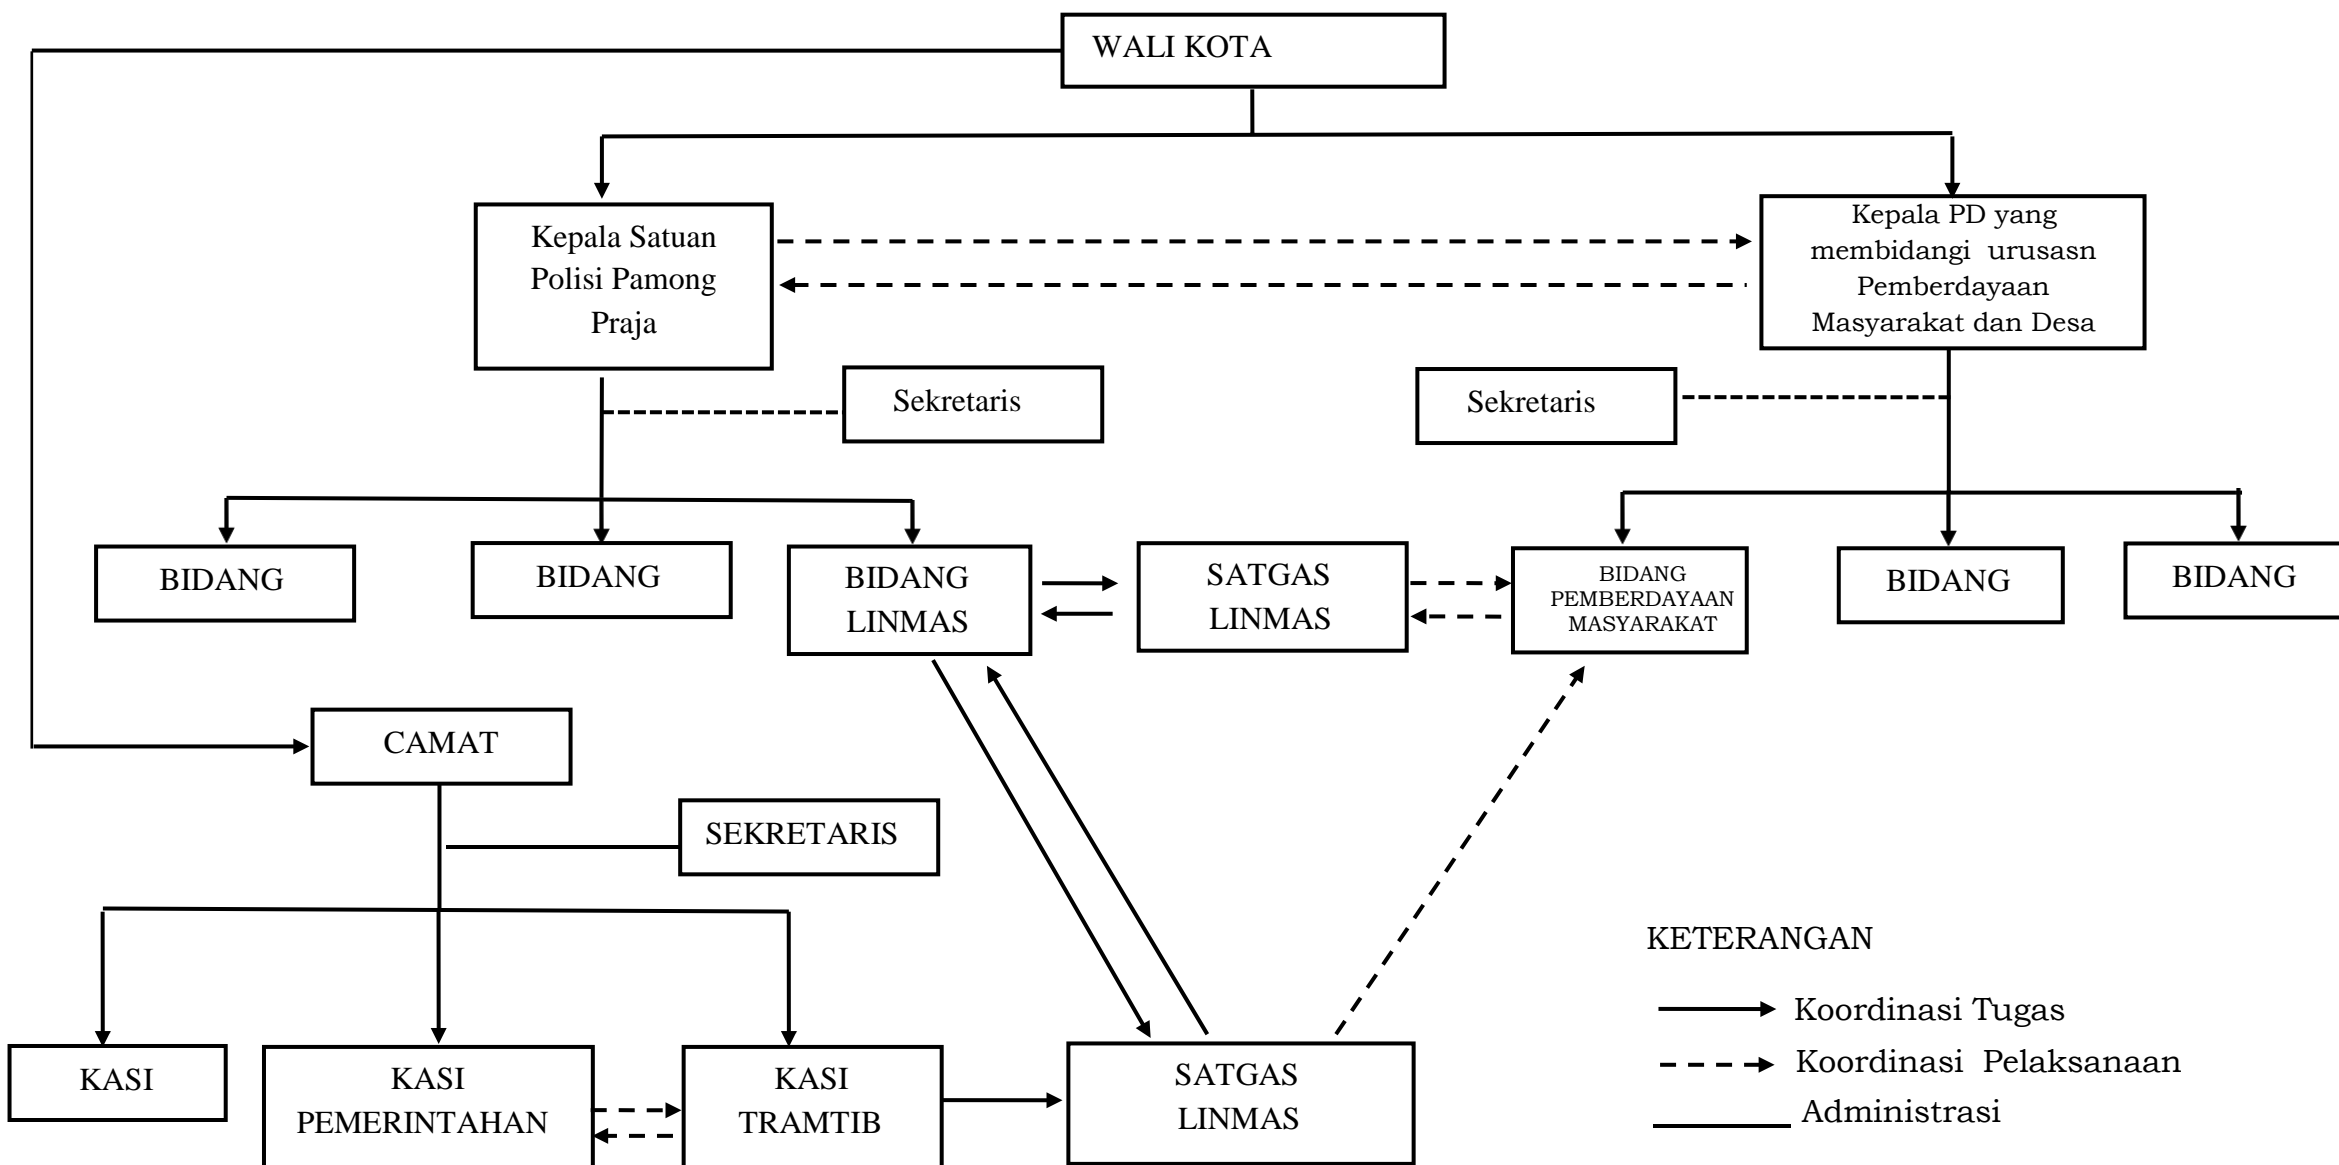 WALI KOTA
Kepala Satuan
Polisi Pamong
Praja
Kepala PD yang
membidangi urusasn
Pemberdayaan
Masyarakat dan Desa
Sekretaris
Sekretaris
BIDANG
BIDANG
BIDANG
LINMAS
SATGAS
LINMAS
BIDANG
PEMBERDAYAAN
MASYARAKAT
BIDANG
BIDANG
CAMAT
SEKRETARIS
KASI
KASI
PEMERINTAHAN
KASI
TRAMTIB
SATGAS
LINMAS
KETERANGAN
Koordinasi Tugas
Koordinasi Pelaksanaan
Administrasi